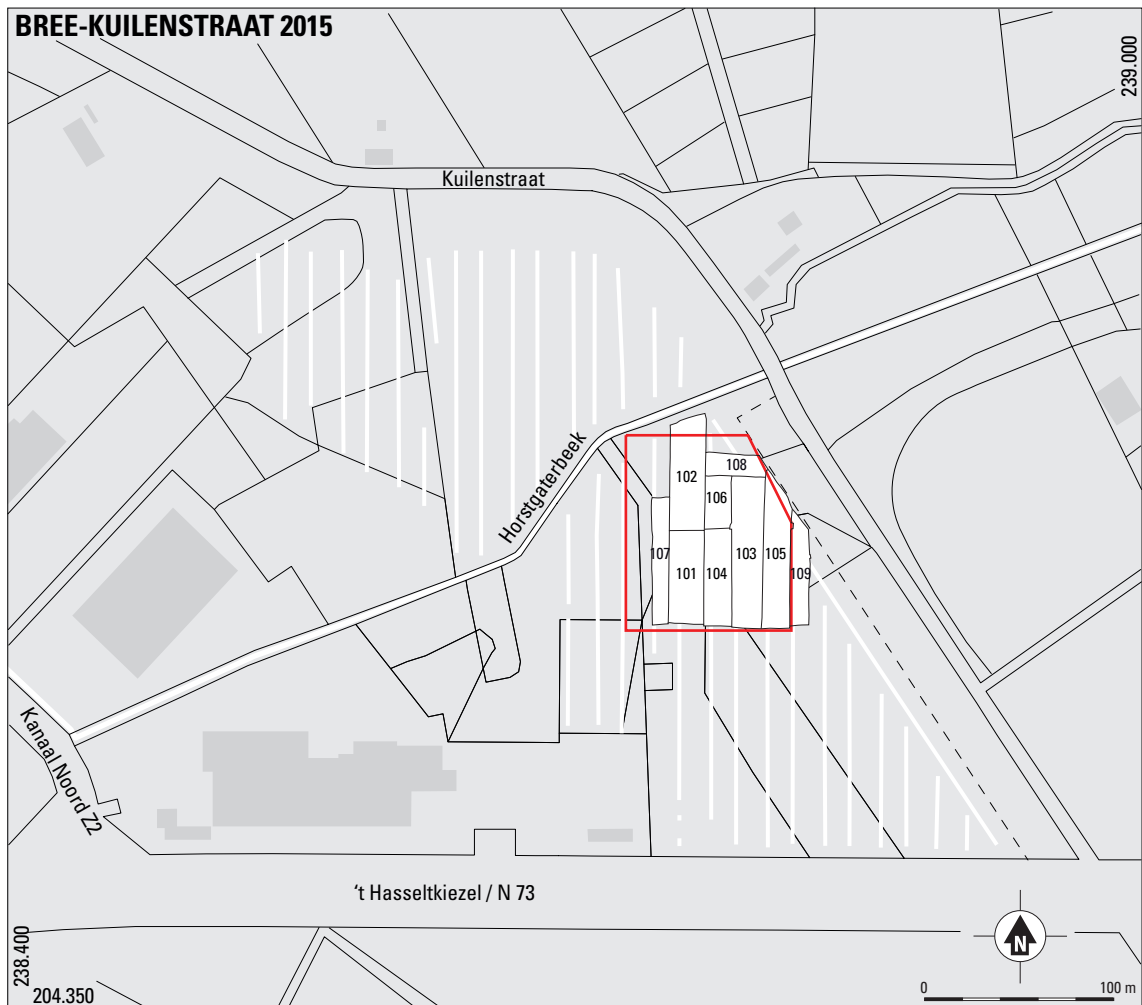 BREE-KUILENSTRAAT 2015
239.000
Kuilenstraat
Horstgaterbeek
102
108
106
107
101
104
103
105
109
Kanaal Noord Z2
‘t Hasseltkiezel / N 73
238.400
204.350
N
0 100 m